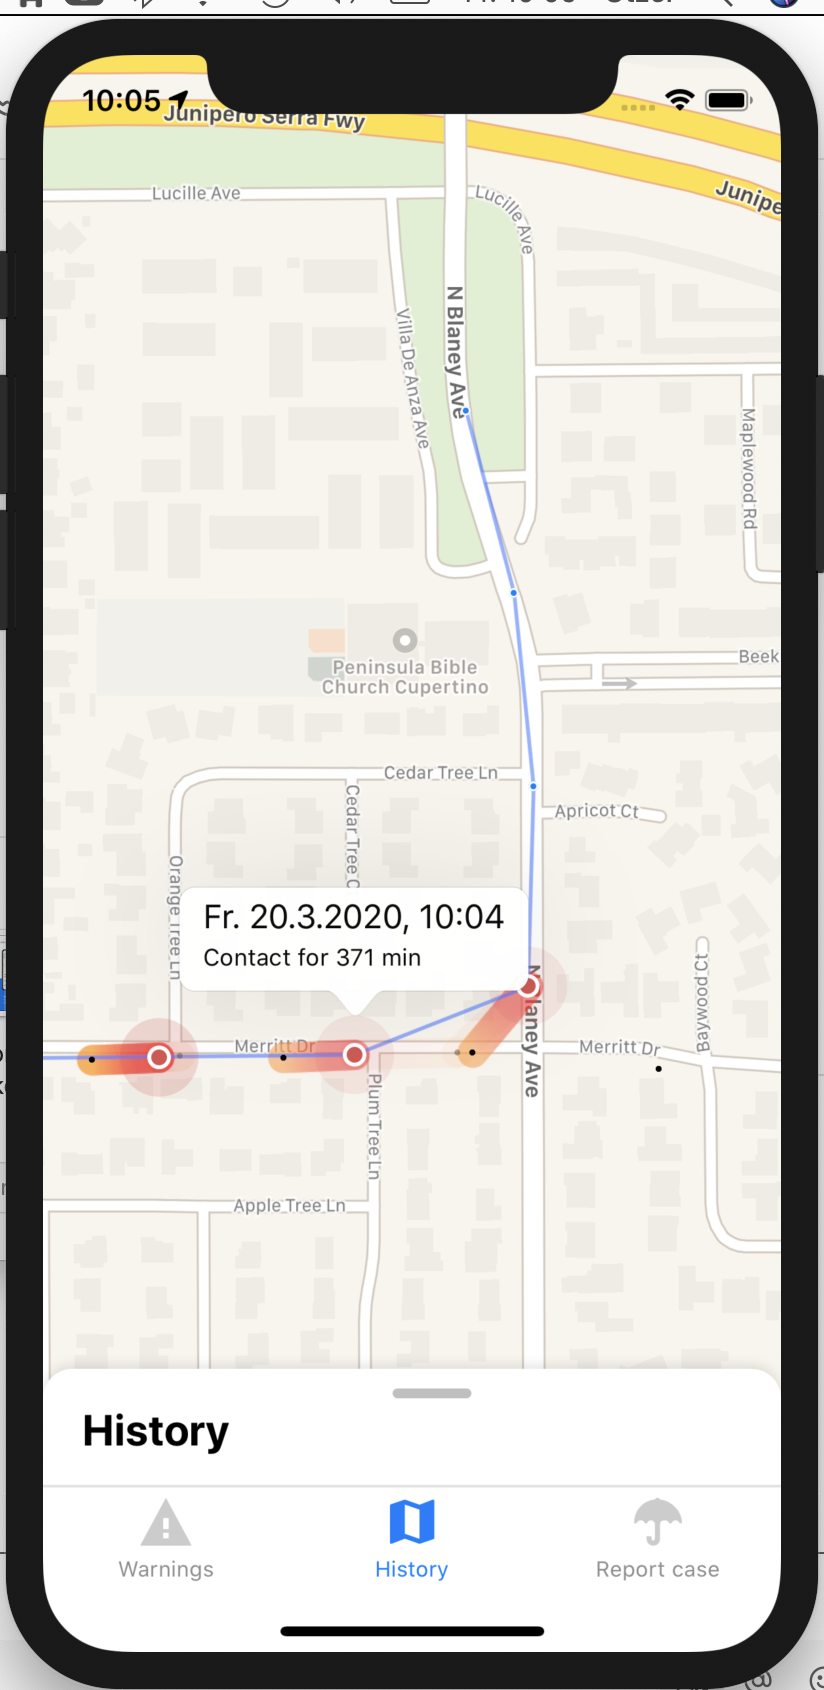 10:05
Junipero Serra Fwy
Junipe
Lucille Ave
Lucille Ave
N Blaney Ave
Villa De Anza Ave
Maplewood Rd
Peninsula Bible
Church Cupertino
Beek
Cedar Tree Ln
Cedar Tree C
Apricot Ct
Orange Tree Ln
Fr. 20.3.2020, 10:04
Contact for 371 min
Baywood Ct
Merritt Dr
Merritt Dr
laney Ave
Plum Tree Ln
Apple Tree Ln
History
Warnings
History
Report case